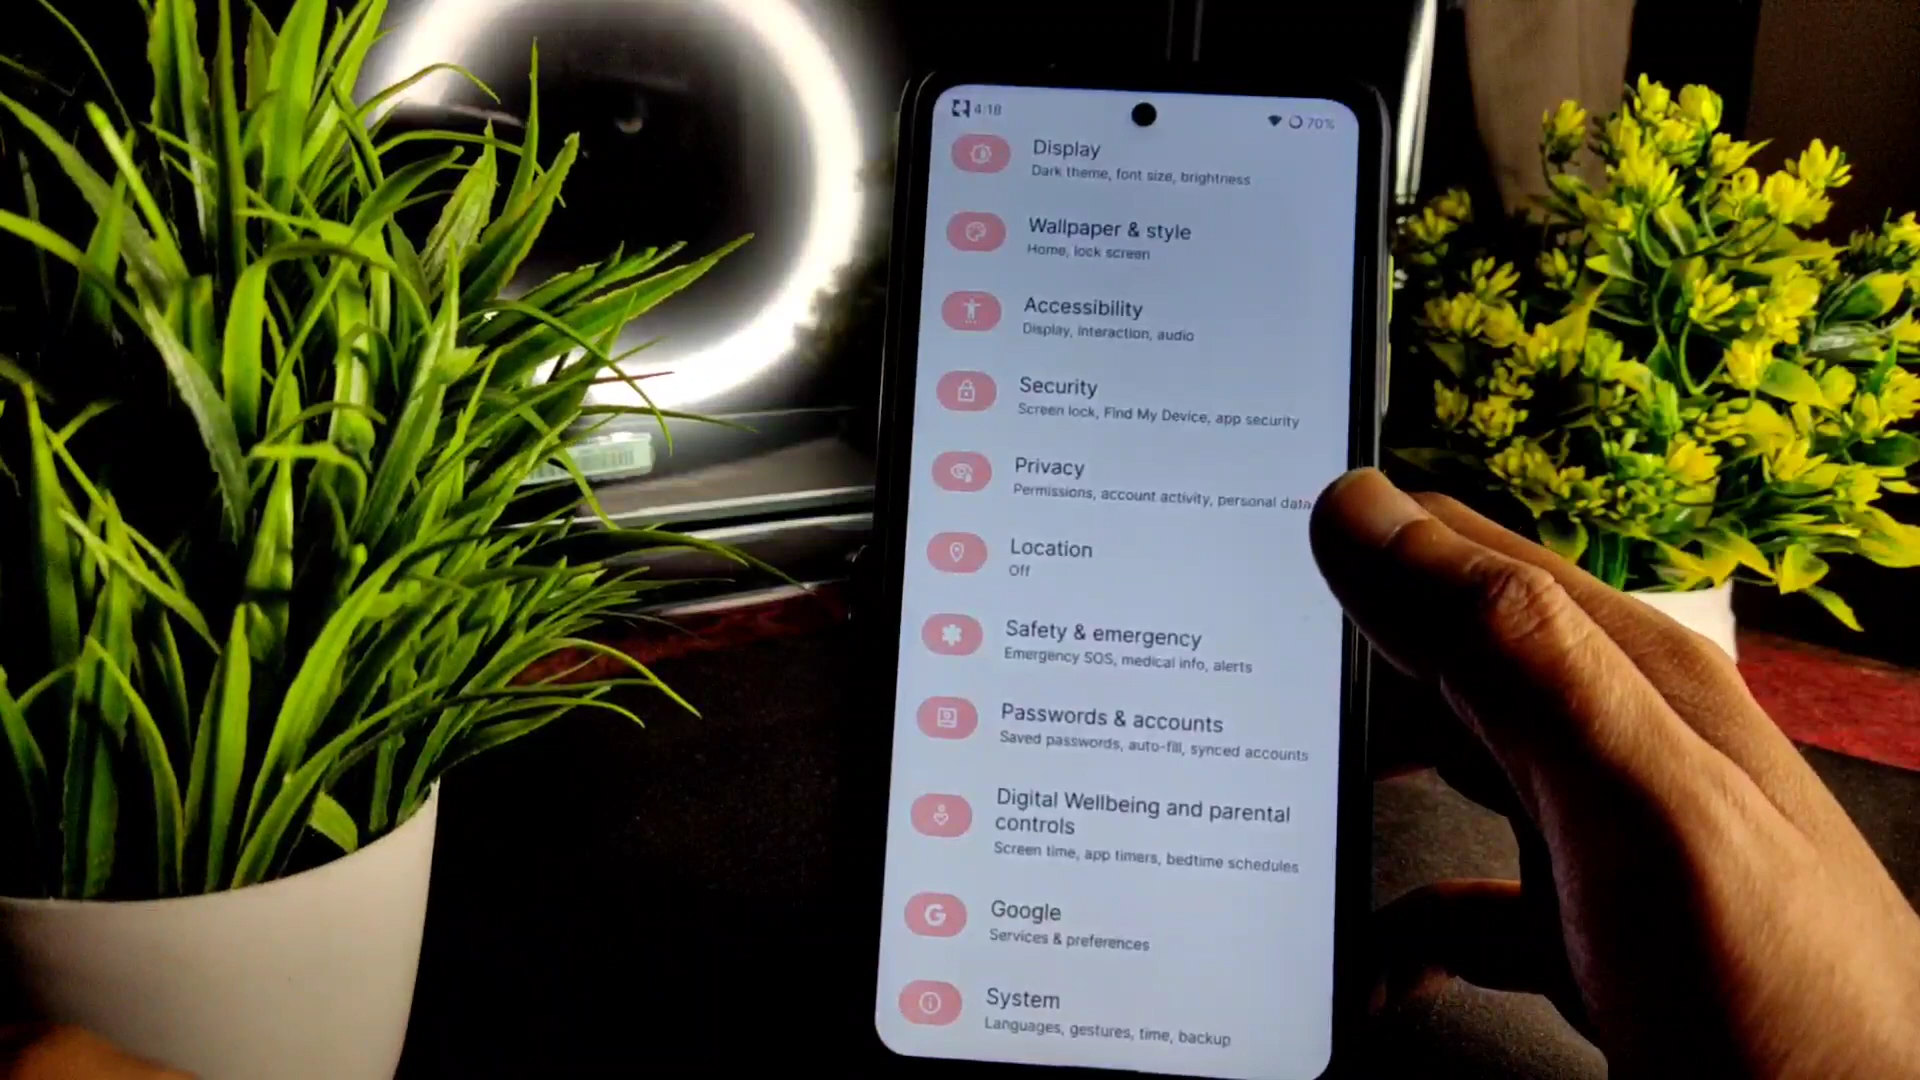 4:18
70%
Display
Dark theme, font size, brightness
Wallpaper & style
Home, lock screen
Accessibility
Display, interaction, audio
Security
Screen lock, Find My Device, app security
Privacy
Permissions, account activity, personal data
Location
Off
Safety & emergency
Emergency SOS, medical info, alerts
Passwords & accounts
Saved passwords, auto-fill, synced accounts
Digital Wellbeing and parental
controls
Screen time, app timers, bedtime schedules
Google
Services & preferences
System
Languages, gestures, time, backup